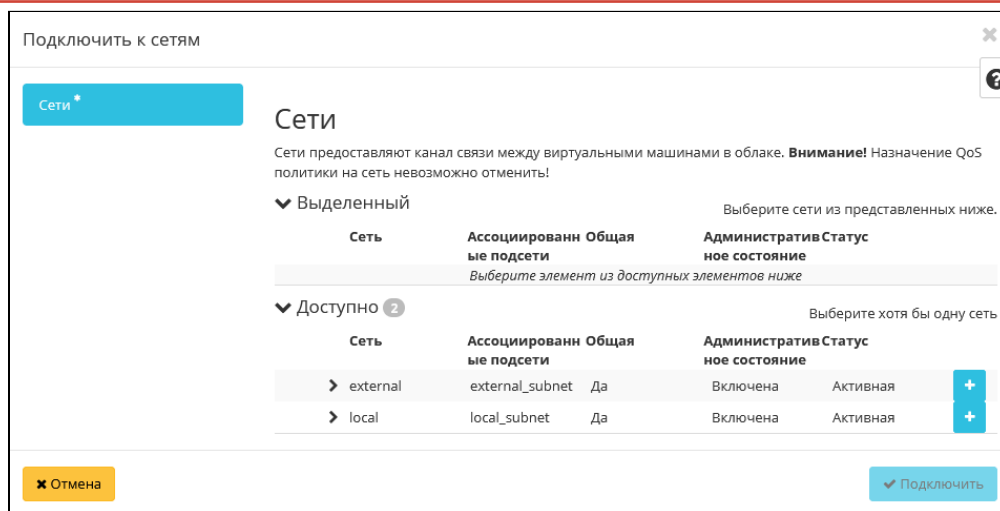 Подключить к сетям
Сети *
Сети
Сети предоставляют канал связи между виртуальными машинами в облаке. Внимание! Назначение QoS
политики на сеть невозможно отменить!
Выделенный
Выберите сети из представленных ниже.
Сеть Ассоциированн Общая Административ Статус
ые подсети ное состояние
Выберите элемент из доступных элементов ниже
Доступно 2
Выберите хотя бы одну сеть
Сеть Ассоциированн Общая Административ Статус
ые подсети ное состояние
external external_subnet Да Включена Активная +
local local_subnet Да Включена Активная +
Отмена
Подключить